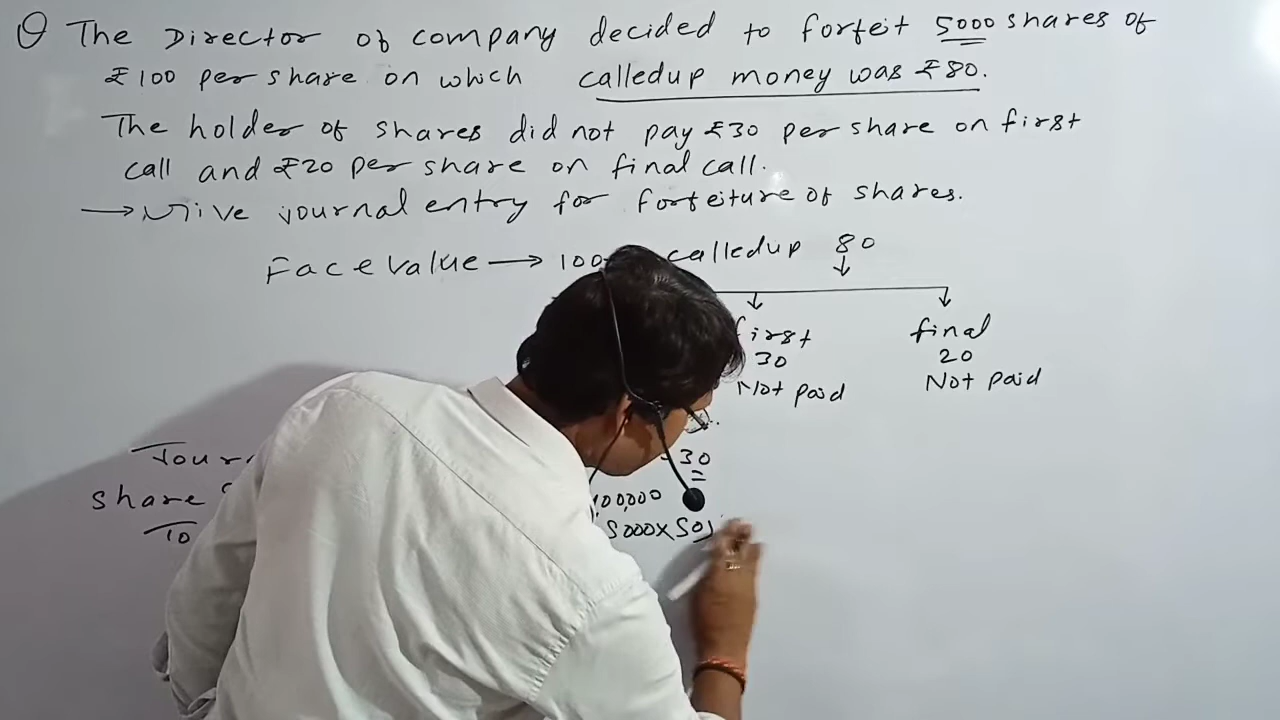 Q The Director of company decided to forfeit 5000 shares of
₹100 per share on which calledup money was ₹80.
The holder of shares did not pay ₹30 per share on first
call and ₹20 per share on final call.
→ Give journal entry for forfeiture of shares.
Face value → 100 calledup 80
first final
30 20
Not paid Not paid
30
Jour
share 400,000
To 5000x50)